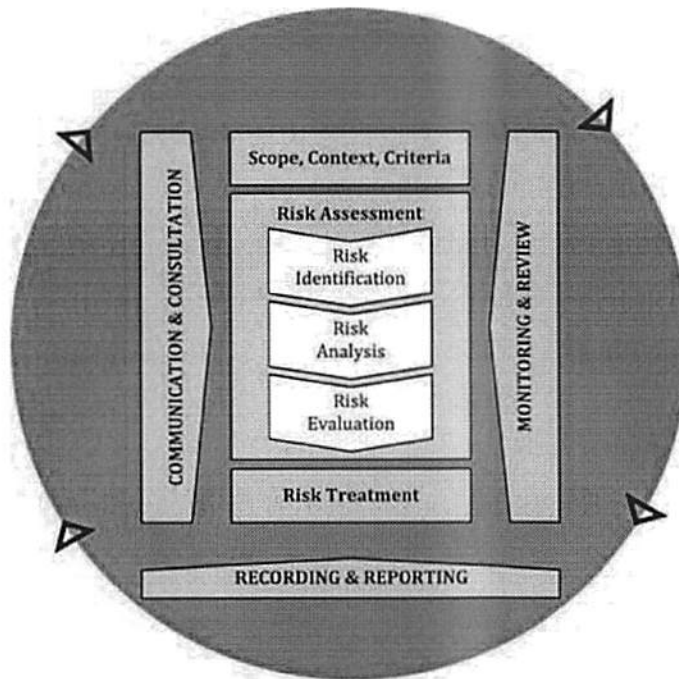 Scope, Context, Criteria
Risk Assessment
Risk
Identification
Risk
Analysis
Risk
Evaluation
Risk Treatment
COMMUNICATION & CONSULTATION
MONITORING & REVIEW
RECORDING & REPORTING